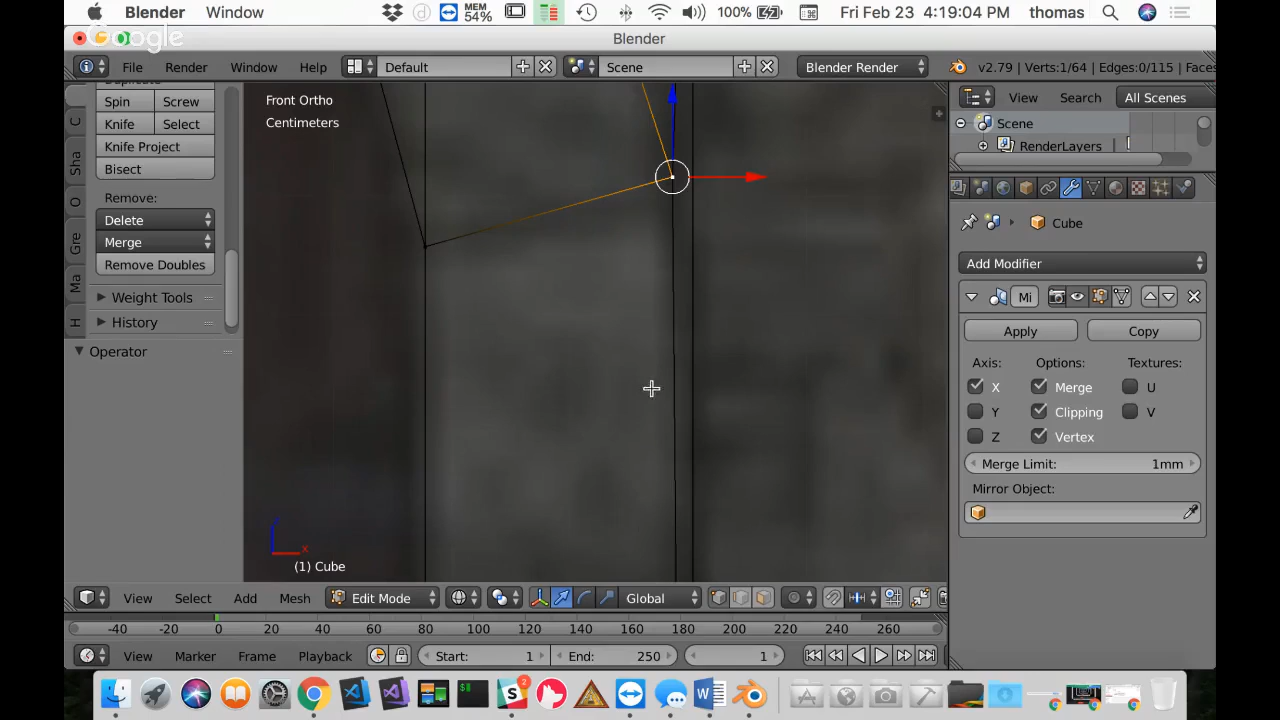 Blender Window MEM 54% 100% Fri Feb 23 4:19:04 PM thomas
Google Blender
File Render Window Help Default Scene Blender Render v2.79 | Verts:1/64 | Edges:0/115 | Faces
View Search All Scenes
Scene
RenderLayers
Spin Screw
Knife Select
Knife Project
Bisect
Remove:
Delete
Merge
Remove Doubles
Weight Tools
History
Operator
C
Sha
O
Gre
Ma
H
Front Ortho
Centimeters
x
(1) Cube
Cube
Add Modifier
Mi
Apply Copy
Axis: Options: Textures:
X Merge U
Y Clipping V
Z Vertex
Merge Limit: 1mm
Mirror Object:
View Select Add Mesh Edit Mode Global
-40 -20 0 20 40 60 80 100 120 140 160 180 200 220 240 260
View Marker Frame Playback Start: 1 End: 250 1
2